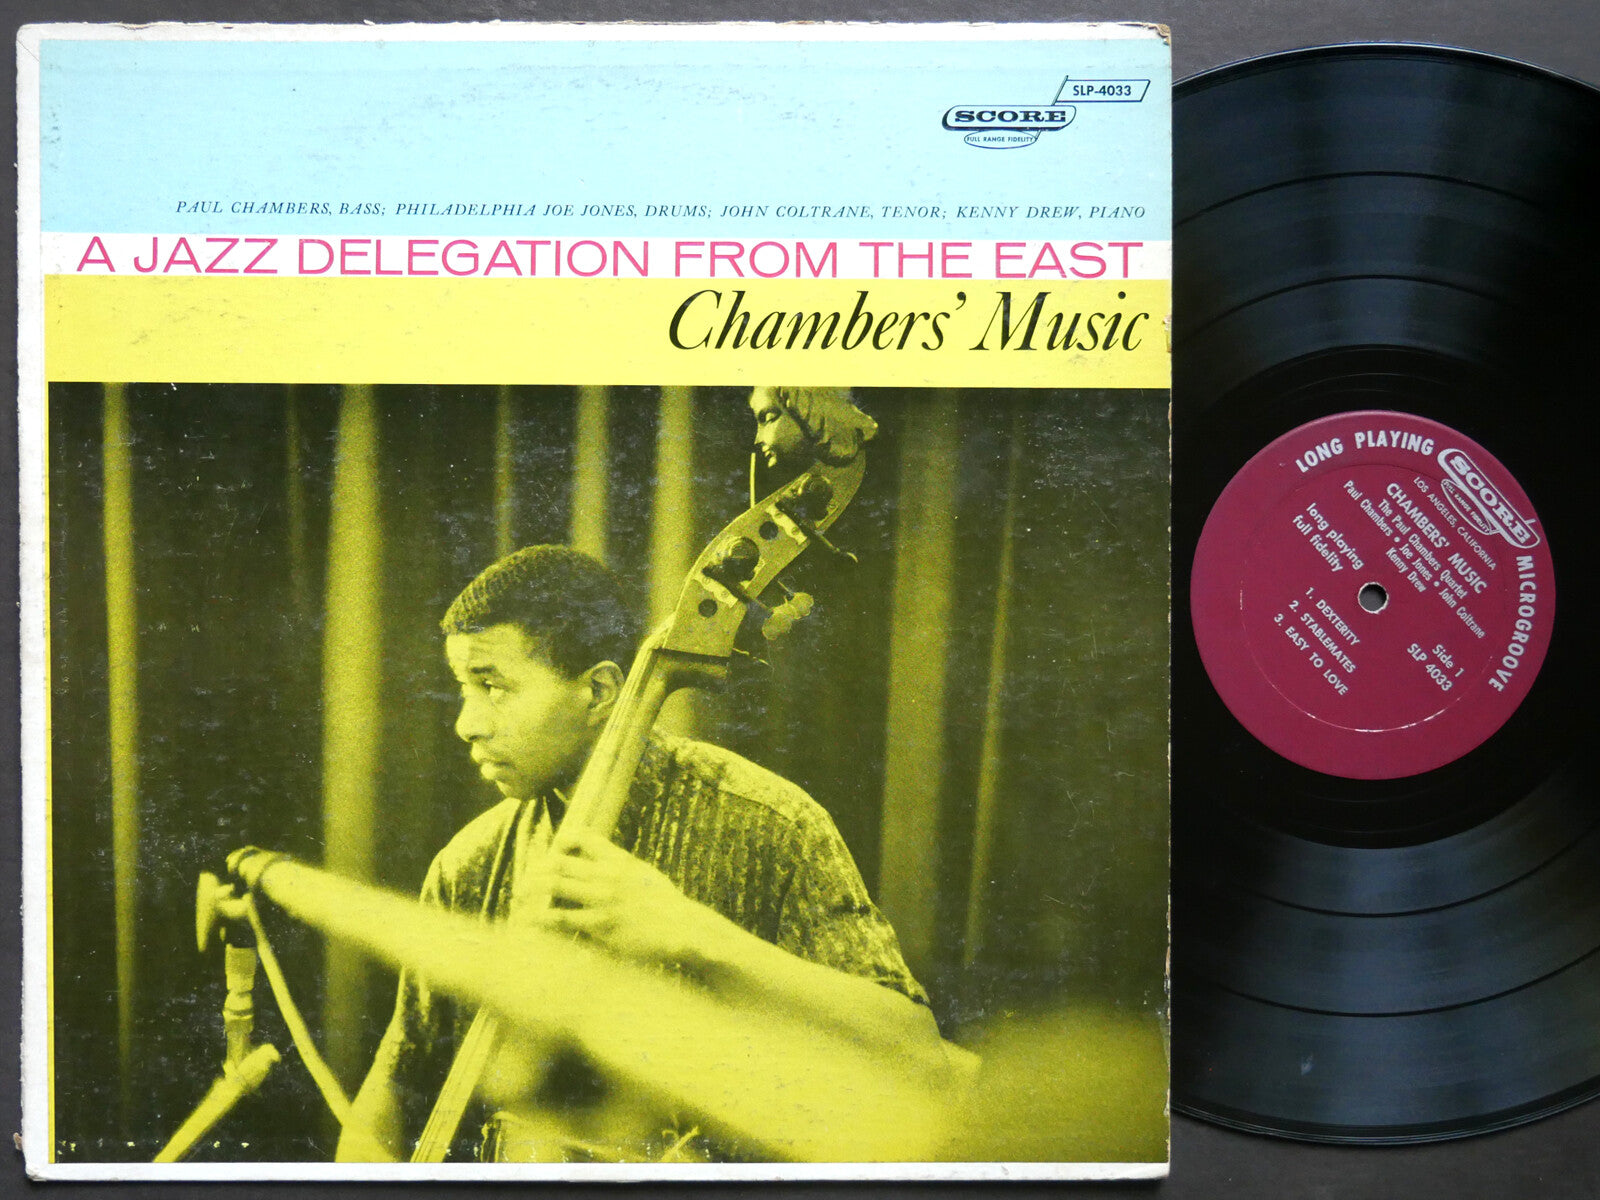 SLP-4033
SCORE
FULL RANGE FIDELITY
PAUL CHAMBERS, BASS; PHILADELPHIA JOE JONES, DRUMS; JOHN COLTRANE, TENOR; KENNY DREW, PIANO
A JAZZ DELEGATION FROM THE EAST
Chambers' Music
LONG PLAYING
SCORE
FULL RANGE FIDELITY
MICROGROOVE
LOS ANGELES, CALIFORNIA
CHAMBERS' MUSIC
The Paul Chambers Quartet
Paul Chambers • Joe Jones • John Coltrane
Kenny Drew
long playing
full fidelity
Side 1
SLP 4033
1. DEXTERITY
2. STABLEMATES
3. EASY TO LOVE